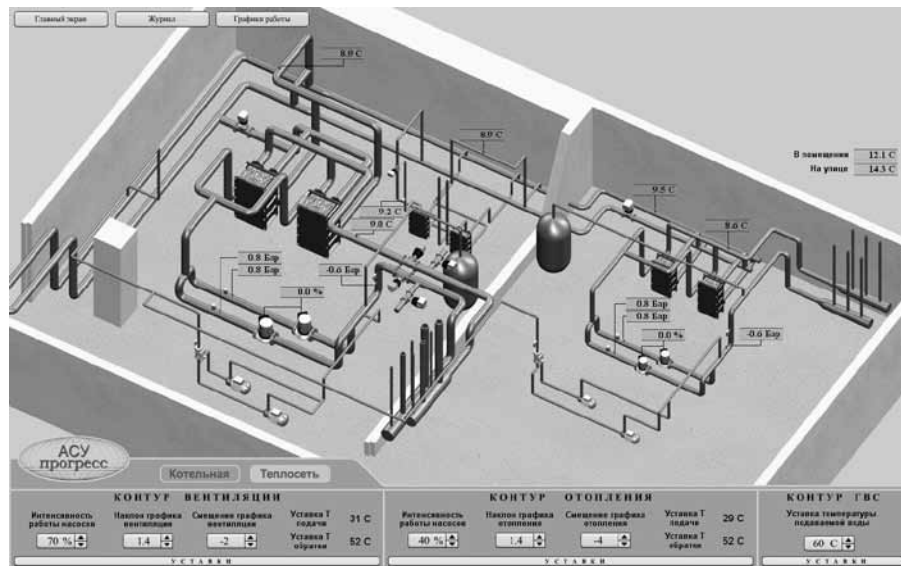 Главный экран
Журнал
Графики работы
8.9 С
8.9 С
В помещении 12.1 С
На улице 14.3 С
9.5 С
9.2 С
9.0 С
8.6 С
0.8 Бар
0.8 Бар
-0.6 Бар
0.0 %
0.8 Бар
0.8 Бар
0.0 %
-0.6 Бар
АСУ
прогресс
Котельная
Теплосеть
КОНТУР ВЕНТИЛЯЦИИ
Интенсивность
работы насосов
70 %
Наклон графика
вентиляции
1.4
Смещение графика
вентиляции
-2
Уставка Т
подачи
31 С
Уставка Т
обратки
52 С
УСТАВКИ
КОНТУР ОТОПЛЕНИЯ
Интенсивность
работы насосов
40 %
Наклон графика
отопления
1.4
Смещение графика
отопления
-4
Уставка Т
подачи
29 С
Уставка Т
обратки
52 С
УСТАВКИ
КОНТУР ГВС
Уставка температуры
подаваемой воды
60 С
УСТАВКИ